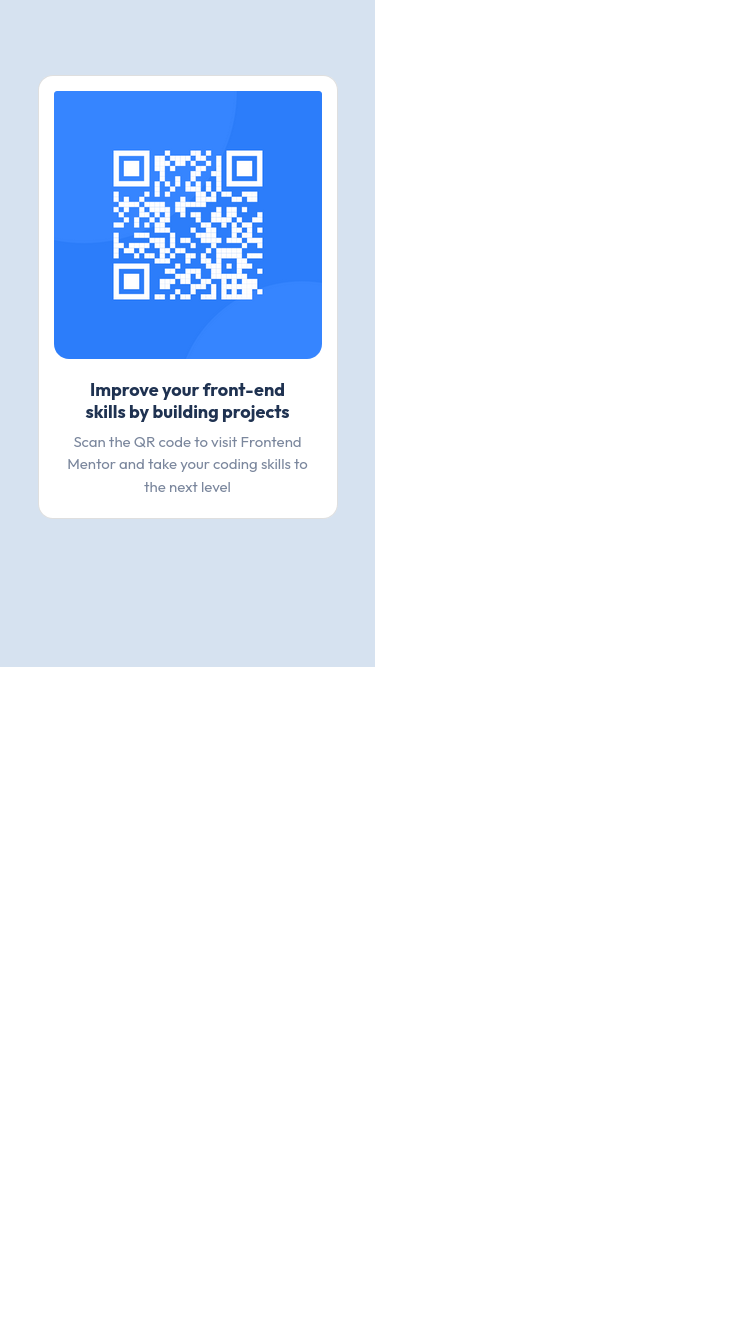 Improve your front-end
skills by building projects
Scan the QR code to visit Frontend
Mentor and take your coding skills to
the next level